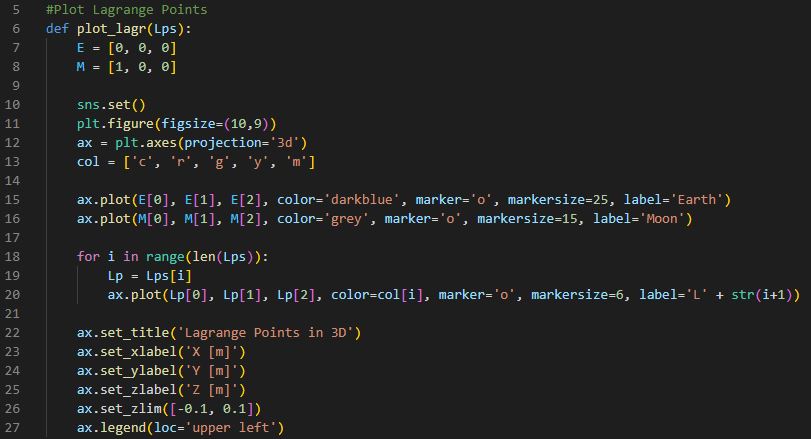 5 #Plot Lagrange Points
6 def plot_lagr(Lps):
7     E = [0, 0, 0]
8     M = [1, 0, 0]
9
10     sns.set()
11     plt.figure(figsize=(10,9))
12     ax = plt.axes(projection='3d')
13     col = ['c', 'r', 'g', 'y', 'm']
14
15     ax.plot(E[0], E[1], E[2], color='darkblue', marker='o', markersize=25, label='Earth')
16     ax.plot(M[0], M[1], M[2], color='grey', marker='o', markersize=15, label='Moon')
17
18     for i in range(len(Lps)):
19         Lp = Lps[i]
20         ax.plot(Lp[0], Lp[1], Lp[2], color=col[i], marker='o', markersize=6, label='L' + str(i+1))
21
22     ax.set_title('Lagrange Points in 3D')
23     ax.set_xlabel('X [m]')
24     ax.set_ylabel('Y [m]')
25     ax.set_zlabel('Z [m]')
26     ax.set_zlim([-0.1, 0.1])
27     ax.legend(loc='upper left')